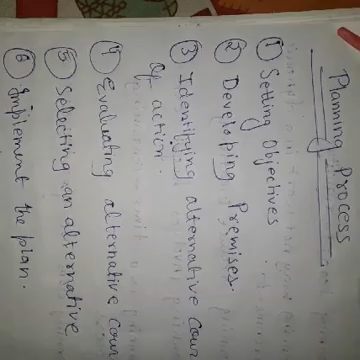 Planning Process
① Setting Objectives
② Developing Premises.
③ Identifying alternative cour
of action.
④ Evaluating alternative cour
⑤ Selecting an alternative
⑥ Implement the plan.